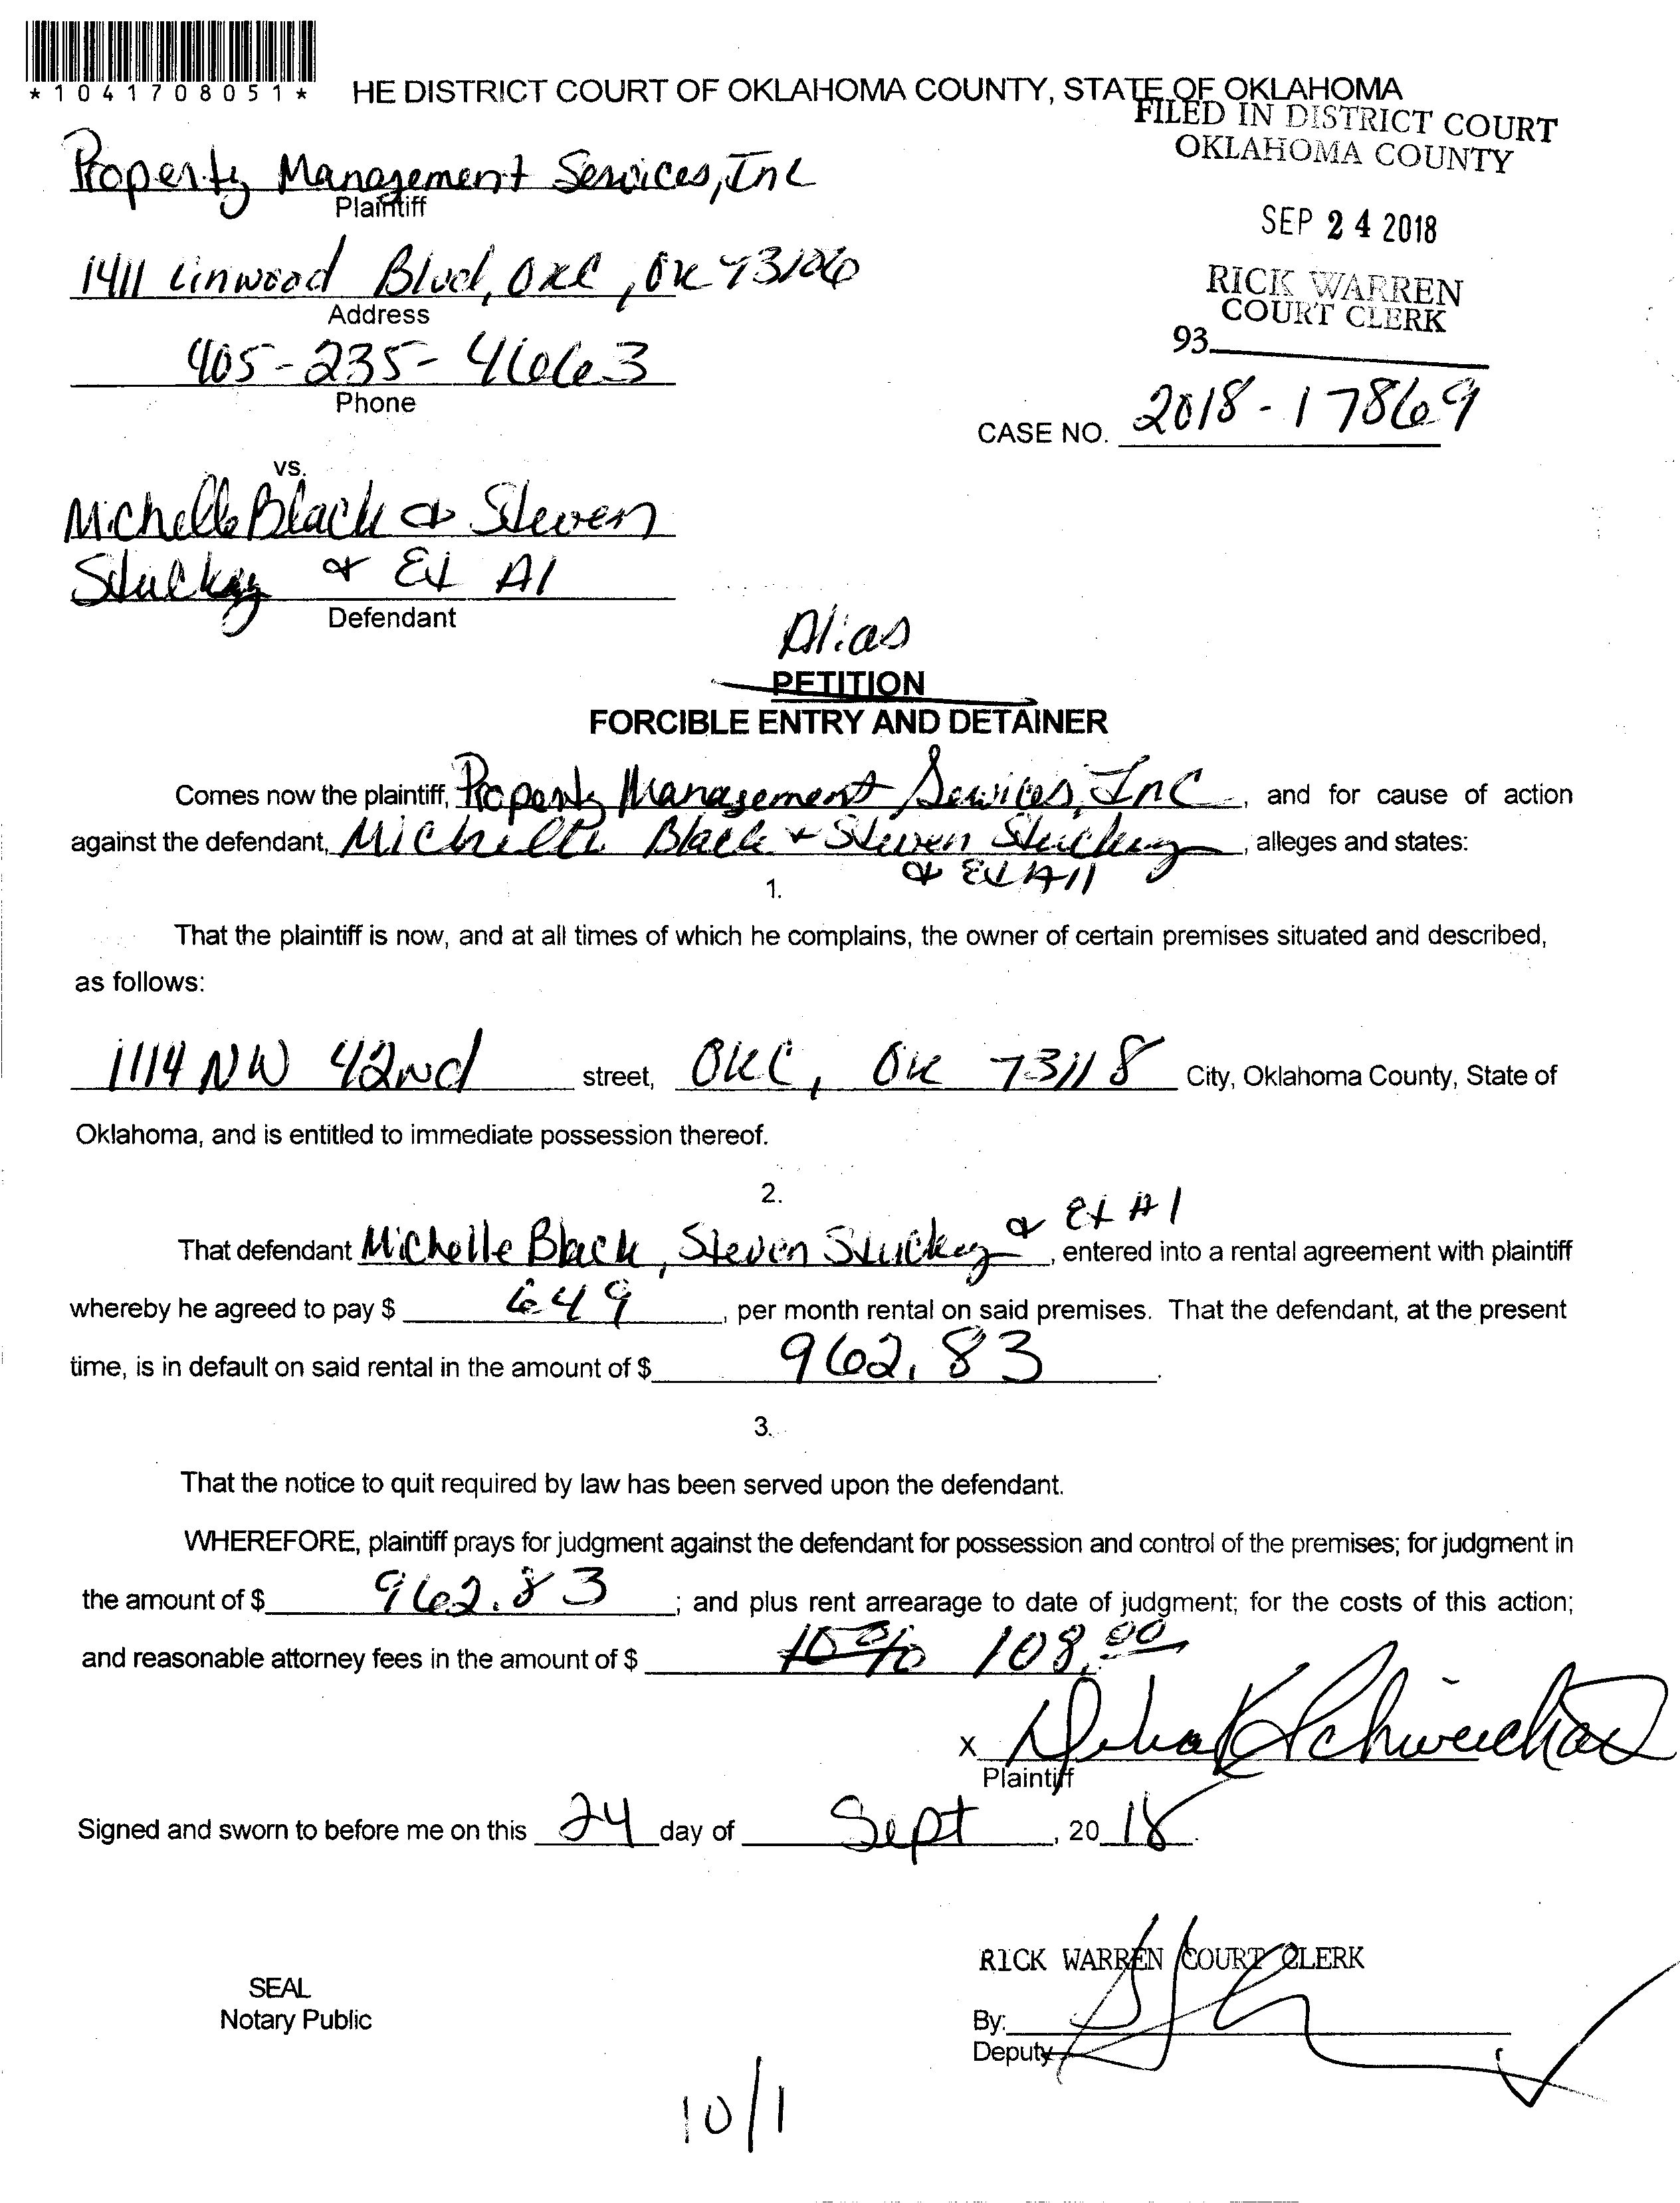 *1041708051*
HE DISTRICT COURT OF OKLAHOMA COUNTY, STATE OF OKLAHOMA
FILED IN DISTRICT COURT
OKLAHOMA COUNTY
Property Management Services, Inc
Plaintiff
SEP 24 2018
1411 Linwood Blvd, OKC, OK 73106
Address
RICK WARREN
COURT CLERK
93
405-235-4663
Phone
CASE NO. 2018-17869
vs.
Michelle Black & Steven
Stuckey & Et Al
Defendant
Alias
PETITION
FORCIBLE ENTRY AND DETAINER
Comes now the plaintiff, Property Management Services, Inc, and for cause of action
against the defendant, Michelle Black & Steven Stuckey, alleges and states:
& Et All
1.
That the plaintiff is now, and at all times of which he complains, the owner of certain premises situated and described,
as follows:
1114 NW 42nd street, OKC, OK 73118 City, Oklahoma County, State of
Oklahoma, and is entitled to immediate possession thereof.
2.
That defendant Michelle Black, Steven Stuckey & Et Al, entered into a rental agreement with plaintiff
whereby he agreed to pay $ 649, per month rental on said premises. That the defendant, at the present
time, is in default on said rental in the amount of $ 962.83.
3.
That the notice to quit required by law has been served upon the defendant.
WHEREFORE, plaintiff prays for judgment against the defendant for possession and control of the premises; for judgment in
the amount of $ 962.83; and plus rent arrearage to date of judgment; for the costs of this action;
and reasonable attorney fees in the amount of $ 10% 108.00
X
Plaintiff
Signed and sworn to before me on this 24 day of Sept, 2018.
RICK WARREN COURT CLERK
SEAL
Notary Public
By:
Deputy
10/1